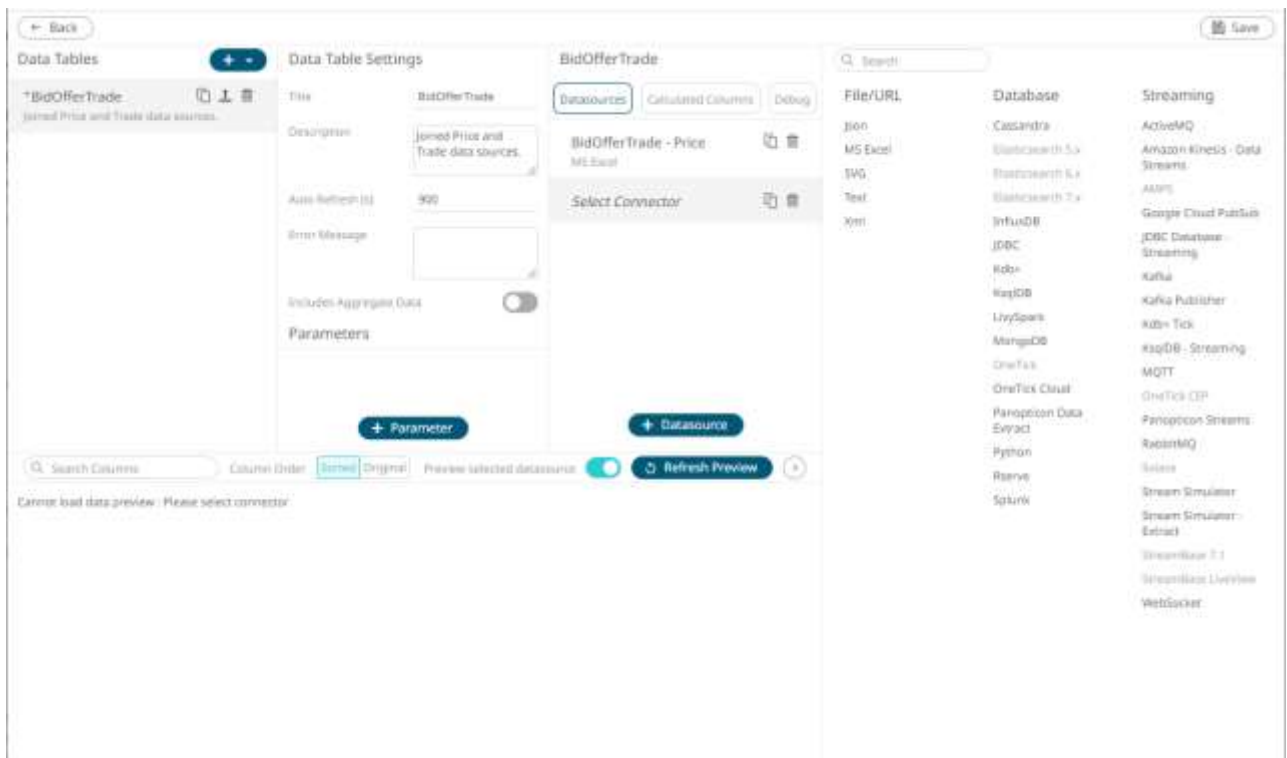 ← Back
Save
Data Tables
+
*BidOfferTrade
Joined Price and Trade data sources.
Data Table Settings
Title
BidOfferTrade
Description
Joined Price and
Trade data sources.
Auto Refresh (s)
900
Error Message
Includes Aggregate Data
Parameters
+ Parameter
BidOfferTrade
Datasources
Calculated Columns
Debug
BidOfferTrade - Price
MS Excel
Select Connector
+ Datasource
Search
File/URL
Json
MS Excel
SVG
Text
Xml
Database
Cassandra
Elasticsearch 5.x
Elasticsearch 6.x
Elasticsearch 7.x
InfluxDB
JDBC
Kdb+
KsqlDB
LivySpark
MongoDB
OneTick
OneTick Cloud
Panopticon Data
Extract
Python
Rserve
Splunk
Streaming
ActiveMQ
Amazon Kinesis - Data
Streams
AMPS
Google Cloud PubSub
JDBC Database -
Streaming
Kafka
Kafka Publisher
Kdb+ Tick
KsqlDB - Streaming
MQTT
OneTick CEP
Panopticon Streams
RabbitMQ
Solace
Stream Simulator
Stream Simulator -
Extract
StreamBase 7.1
StreamBase LiveView
WebSocket
Search Columns
Column Order
Sorted
Original
Preview selected datasource
Refresh Preview
Cannot load data preview : Please select connector